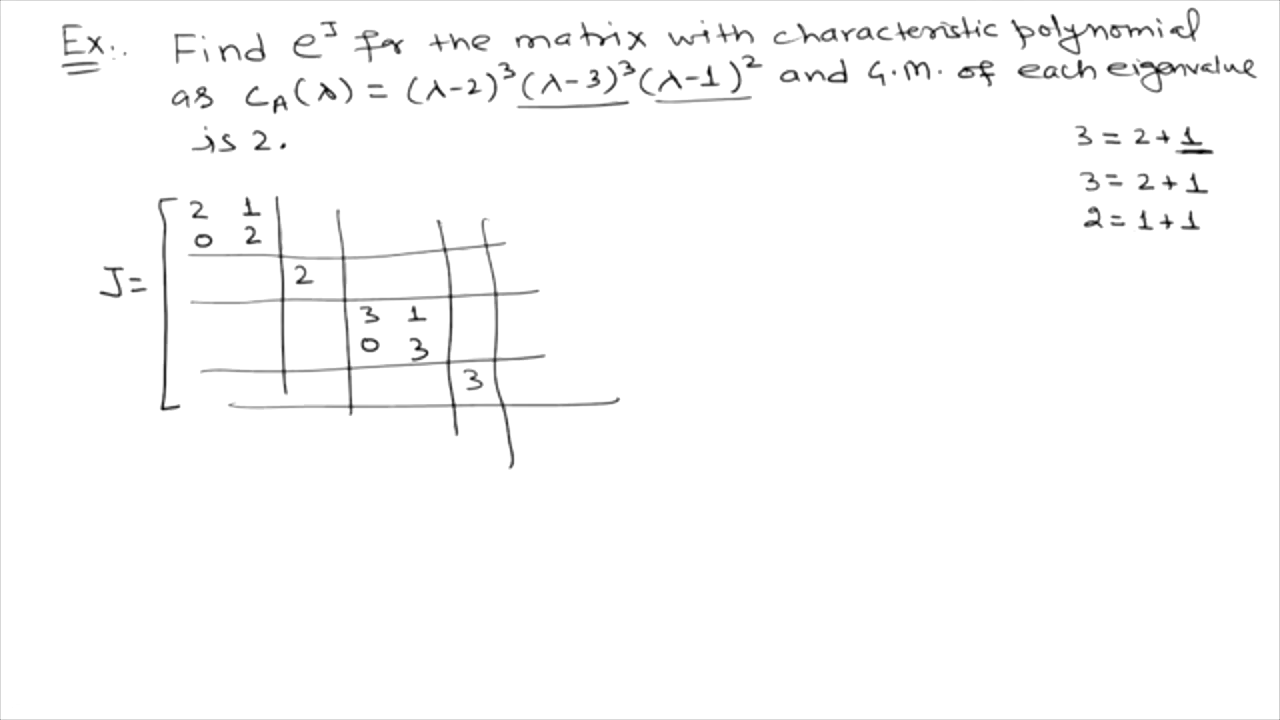 Ex:. Find e^J for the matrix with characteristic polynomial
as C_A(λ) = (λ-2)^3 (λ-3)^3 (λ-1)^2 and G.M. of each eigenvalue
is 2.
3 = 2 + 1
3 = 2 + 1
2 = 1 + 1
2 1
0 2
J =
2
3 1
0 3
3